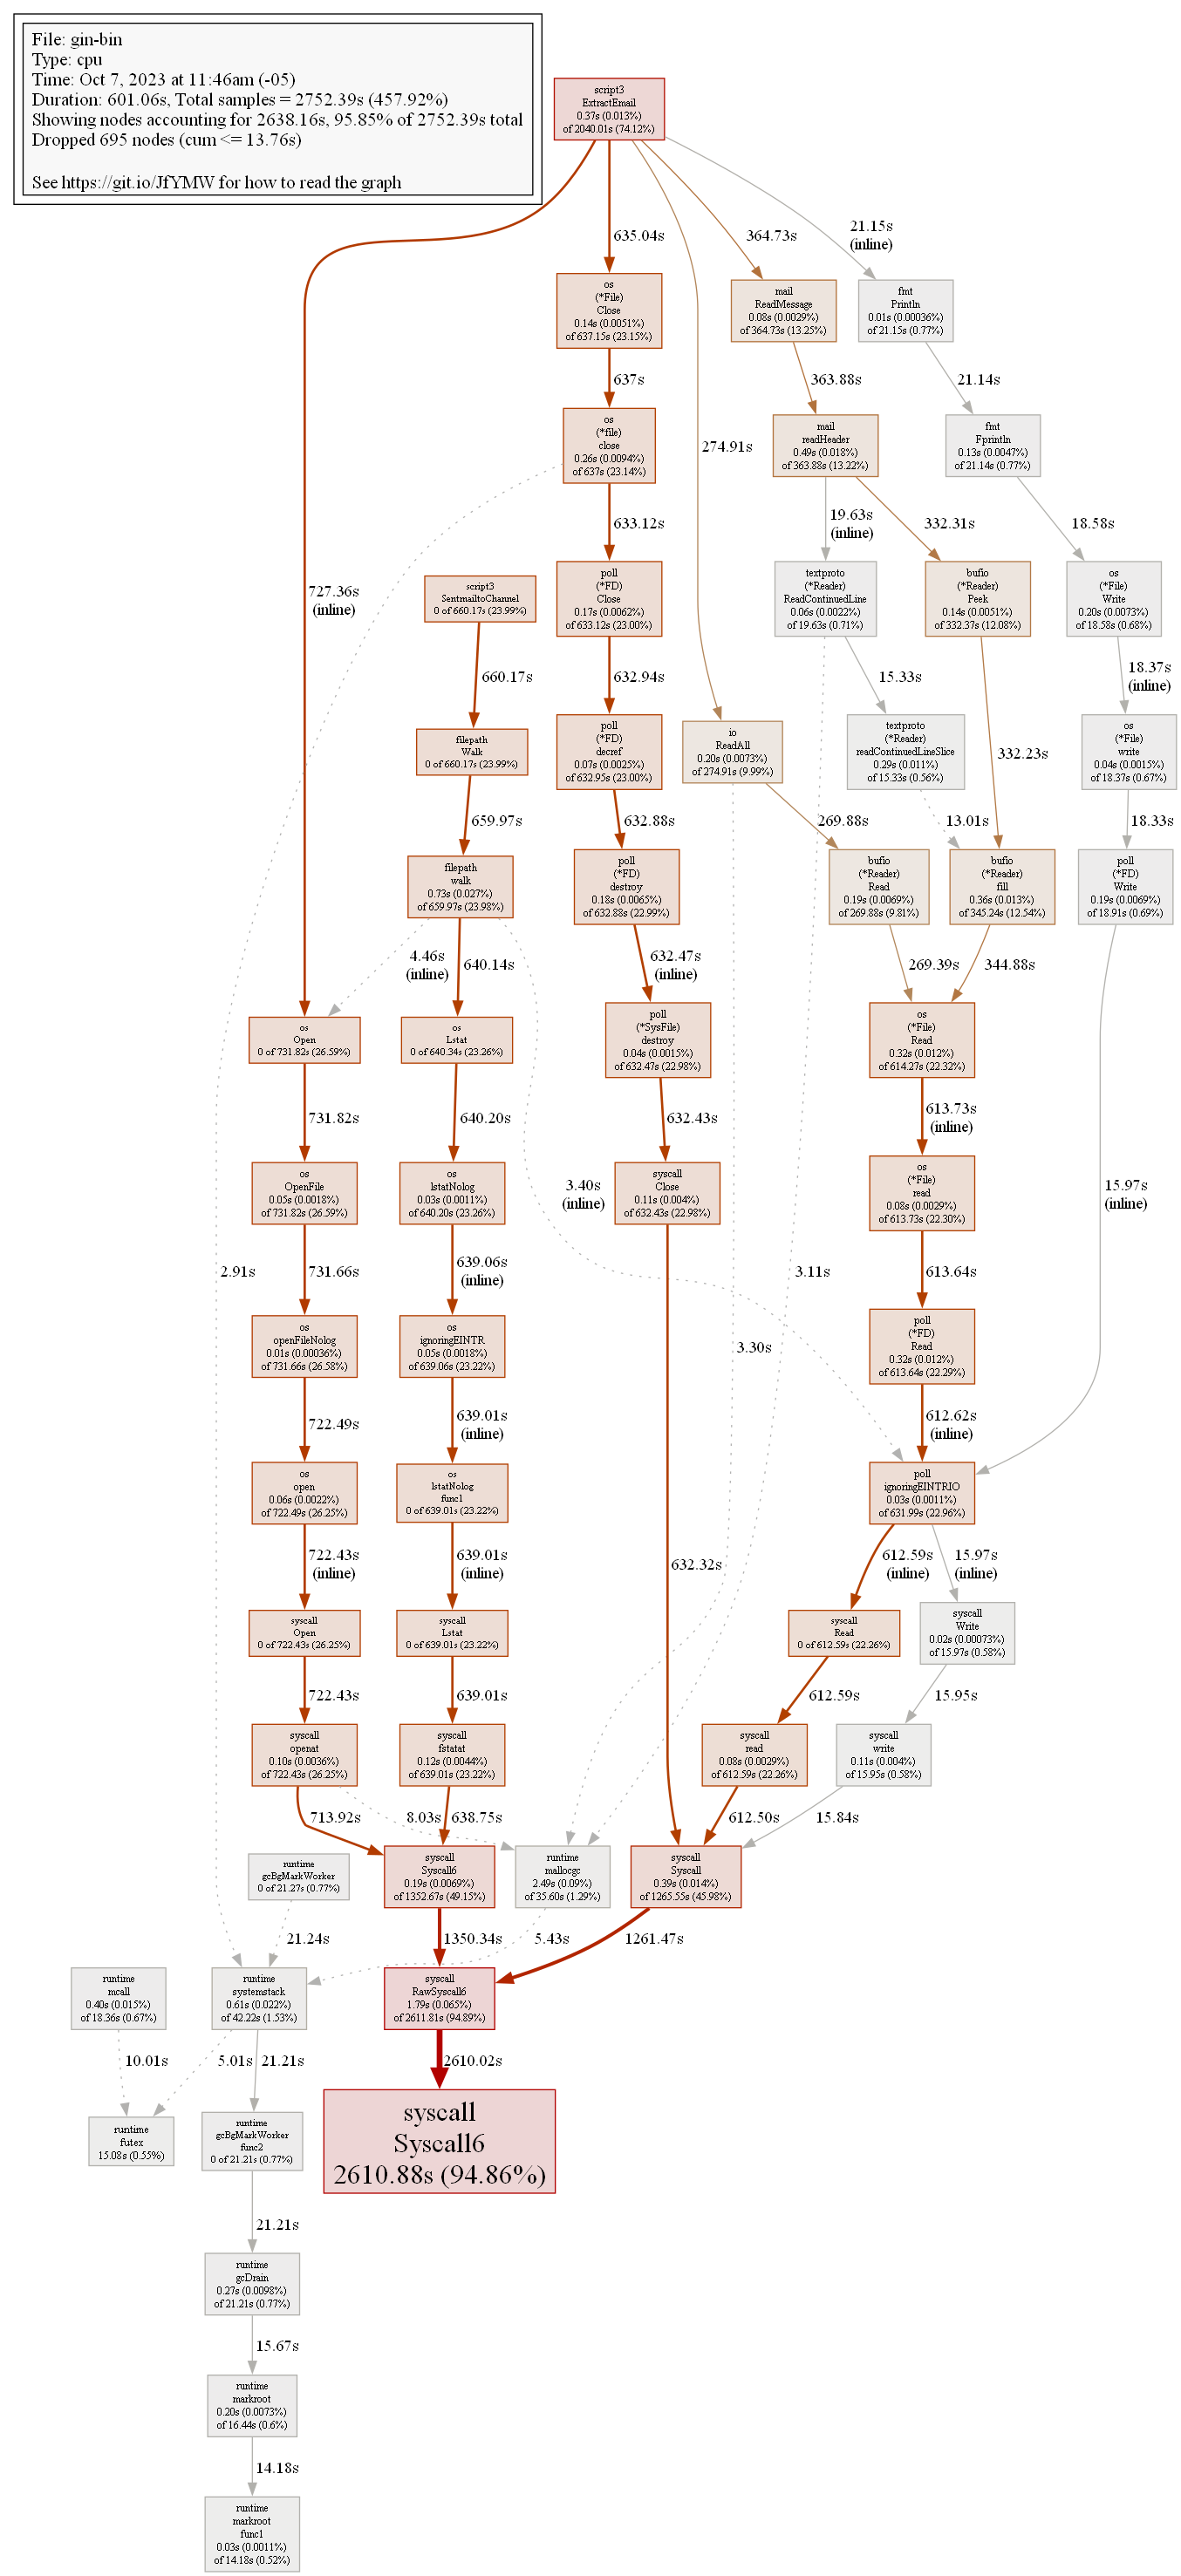 File: gin-bin
Type: cpu
Time: Oct 7, 2023 at 11:46am (-05)
Duration: 601.06s, Total samples = 2752.39s (457.92%)
Showing nodes accounting for 2638.16s, 95.85% of 2752.39s total
Dropped 695 nodes (cum <= 13.76s)
See https://git.io/JfYMW for how to read the graph
script3
ExtractEmail
0.37s (0.013%)
of 2040.01s (74.12%)
635.04s
364.73s
21.15s
(inline)
os
(*File)
Close
0.14s (0.0051%)
of 637.15s (23.15%)
mail
ReadMessage
0.08s (0.0029%)
of 364.73s (13.25%)
fmt
Println
0.01s (0.00036%)
of 21.15s (0.77%)
637s
363.88s
21.14s
os
(*file)
close
0.26s (0.0094%)
of 637s (23.14%)
274.91s
mail
readHeader
0.49s (0.018%)
of 363.88s (13.22%)
fmt
Fprintln
0.13s (0.0047%)
of 21.14s (0.77%)
633.12s
19.63s
(inline)
332.31s
18.58s
727.36s
(inline)
script3
SentmailtoChannel
0 of 660.17s (23.99%)
poll
(*FD)
Close
0.17s (0.0062%)
of 633.12s (23.00%)
textproto
(*Reader)
ReadContinuedLine
0.06s (0.0022%)
of 19.63s (0.71%)
bufio
(*Reader)
Peek
0.14s (0.0051%)
of 332.37s (12.08%)
os
(*File)
Write
0.20s (0.0073%)
of 18.58s (0.68%)
660.17s
632.94s
15.33s
18.37s
(inline)
filepath
Walk
0 of 660.17s (23.99%)
poll
(*FD)
decref
0.07s (0.0025%)
of 632.95s (23.00%)
io
ReadAll
0.20s (0.0073%)
of 274.91s (9.99%)
textproto
(*Reader)
readContinuedLineSlice
0.29s (0.011%)
of 15.33s (0.56%)
332.23s
os
(*File)
write
0.04s (0.0015%)
of 18.37s (0.67%)
659.97s
632.88s
269.88s
13.01s
18.33s
filepath
walk
0.73s (0.027%)
of 659.97s (23.98%)
poll
(*FD)
destroy
0.18s (0.0065%)
of 632.88s (22.99%)
bufio
(*Reader)
Read
0.19s (0.0069%)
of 269.88s (9.81%)
bufio
(*Reader)
fill
0.36s (0.013%)
of 345.24s (12.54%)
poll
(*FD)
Write
0.19s (0.0069%)
of 18.91s (0.69%)
4.46s
(inline)
640.14s
632.47s
(inline)
269.39s
344.88s
os
Open
0 of 731.82s (26.59%)
os
Lstat
0 of 640.34s (23.26%)
poll
(*SysFile)
destroy
0.04s (0.0015%)
of 632.47s (22.98%)
os
(*File)
Read
0.32s (0.012%)
of 614.27s (22.32%)
731.82s
640.20s
632.43s
613.73s
(inline)
os
OpenFile
0.05s (0.0018%)
of 731.82s (26.59%)
os
lstatNolog
0.03s (0.0011%)
of 640.20s (23.26%)
3.40s
(inline)
syscall
Close
0.11s (0.004%)
of 632.43s (22.98%)
os
(*File)
read
0.08s (0.0029%)
of 613.73s (22.30%)
15.97s
(inline)
2.91s
731.66s
639.06s
(inline)
3.11s
613.64s
os
openFileNolog
0.01s (0.00036%)
of 731.66s (26.58%)
os
ignoringEINTR
0.05s (0.0018%)
of 639.06s (23.22%)
3.30s
poll
(*FD)
Read
0.32s (0.012%)
of 613.64s (22.29%)
722.49s
639.01s
(inline)
612.62s
(inline)
os
open
0.06s (0.0022%)
of 722.49s (26.25%)
os
lstatNolog
func1
0 of 639.01s (23.22%)
poll
ignoringEINTRIO
0.03s (0.0011%)
of 631.99s (22.96%)
722.43s
(inline)
639.01s
(inline)
632.32s
612.59s
(inline)
15.97s
(inline)
syscall
Open
0 of 722.43s (26.25%)
syscall
Lstat
0 of 639.01s (23.22%)
syscall
Read
0 of 612.59s (22.26%)
syscall
Write
0.02s (0.00073%)
of 15.97s (0.58%)
722.43s
639.01s
612.59s
15.95s
syscall
openat
0.10s (0.0036%)
of 722.43s (26.25%)
syscall
fstatat
0.12s (0.0044%)
of 639.01s (23.22%)
syscall
read
0.08s (0.0029%)
of 612.59s (22.26%)
syscall
write
0.11s (0.004%)
of 15.95s (0.58%)
713.92s
8.03s
638.75s
612.50s
15.84s
runtime
gcBgMarkWorker
0 of 21.27s (0.77%)
syscall
Syscall6
0.19s (0.0069%)
of 1352.67s (49.15%)
runtime
mallocgc
2.49s (0.09%)
of 35.60s (1.29%)
syscall
Syscall
0.39s (0.014%)
of 1265.55s (45.98%)
21.24s
1350.34s
5.43s
1261.47s
runtime
mcall
0.40s (0.015%)
of 18.36s (0.67%)
runtime
systemstack
0.61s (0.022%)
of 42.22s (1.53%)
syscall
RawSyscall6
1.79s (0.065%)
of 2611.81s (94.89%)
10.01s
5.01s
21.21s
2610.02s
runtime
futex
15.08s (0.55%)
runtime
gcBgMarkWorker
func2
0 of 21.21s (0.77%)
syscall
Syscall6
2610.88s (94.86%)
21.21s
runtime
gcDrain
0.27s (0.0098%)
of 21.21s (0.77%)
15.67s
runtime
markroot
0.20s (0.0073%)
of 16.44s (0.6%)
14.18s
runtime
markroot
func1
0.03s (0.0011%)
of 14.18s (0.52%)